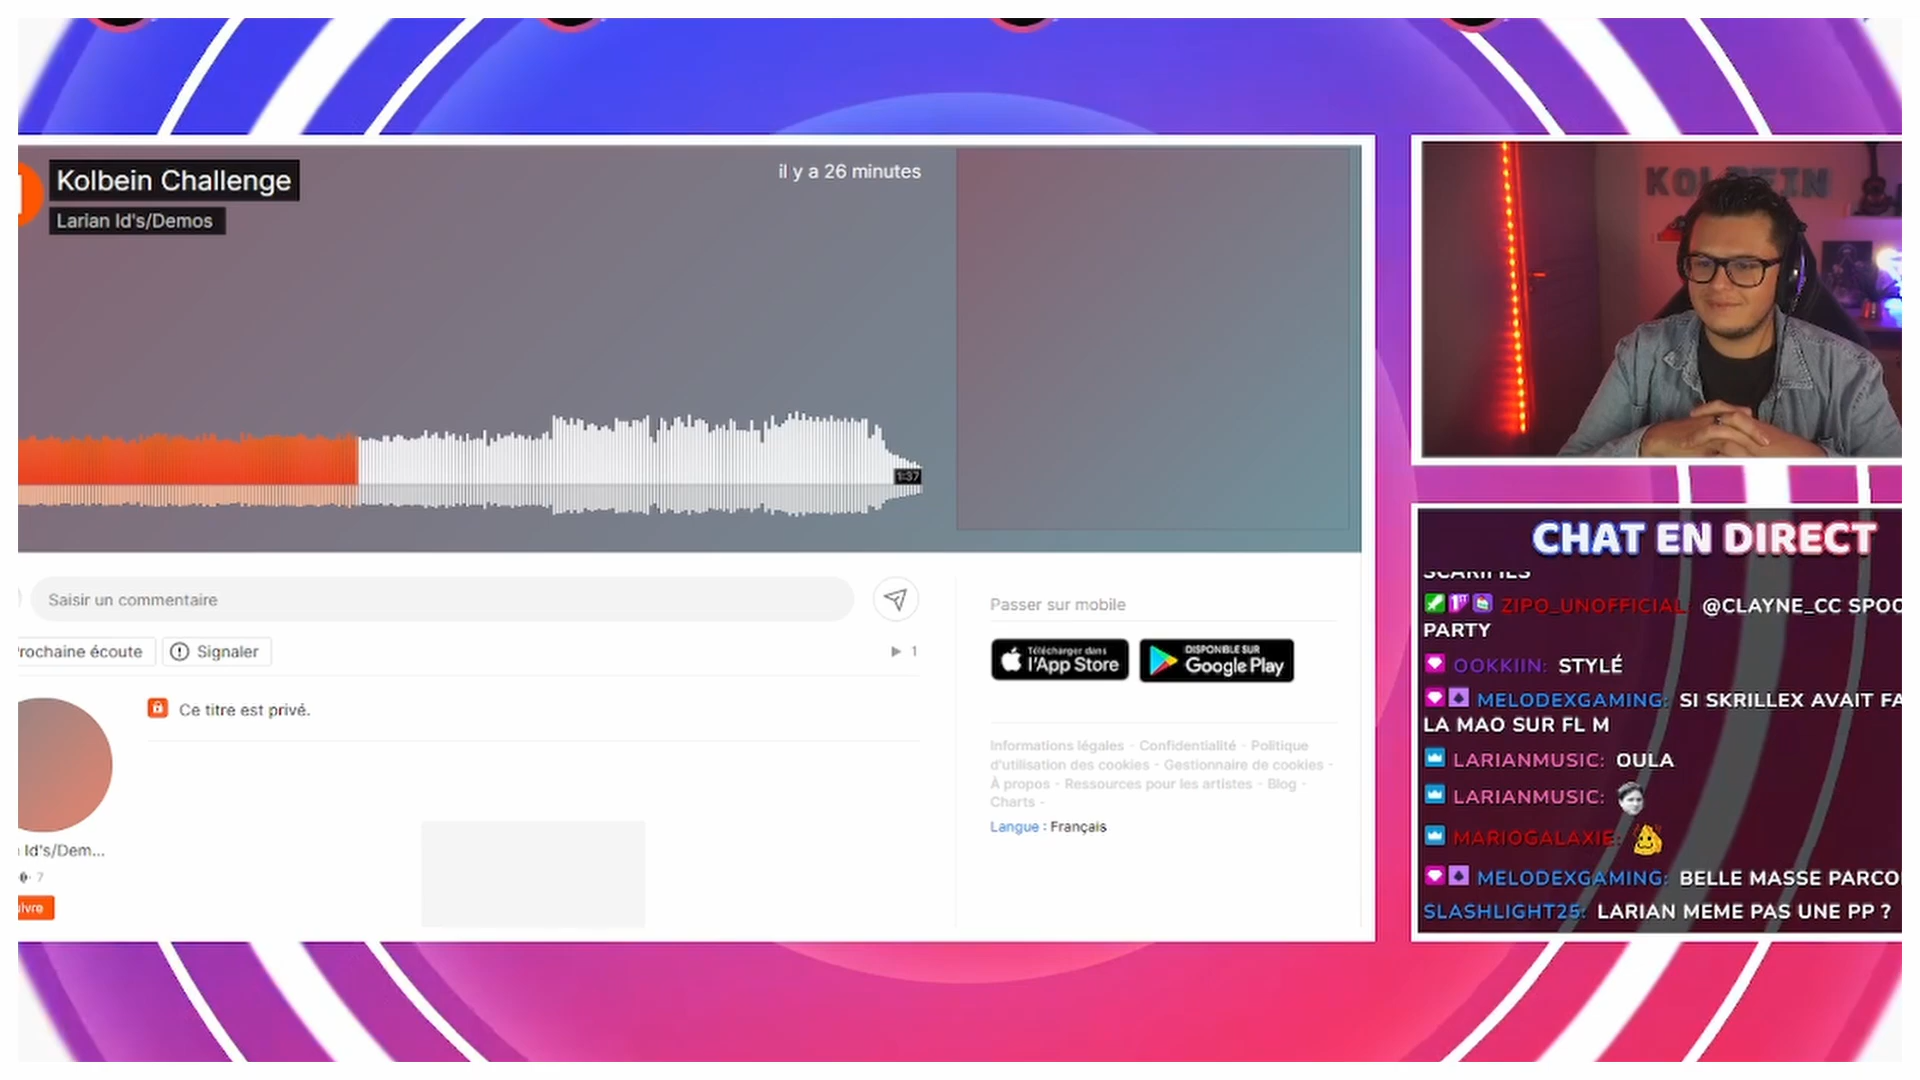 Kolbein Challenge
Larian Id's/Demos
il y a 26 minutes
1:37
Saisir un commentaire
rochaine écoute
Signaler
1
Ce titre est privé.
Id's/Dem...
7
ivre
Passer sur mobile
Télécharger dans
l'App Store
DISPONIBLE SUR
Google Play
Informations légales - Confidentialité - Politique
d'utilisation des cookies - Gestionnaire de cookies -
À propos - Ressources pour les artistes - Blog -
Charts -
Langue : Français
KOLBEIN
CHAT EN DIRECT
SCARIFIES
ZIPO_UNOFFICIAL: @CLAYNE_CC SPOO
PARTY
OOKKIIN: STYLÉ
MELODEXGAMING: SI SKRILLEX AVAIT FA
LA MAO SUR FL M
LARIANMUSIC: OULA
LARIANMUSIC:
MARIOGALAXIE:
MELODEXGAMING: BELLE MASSE PARCO
SLASHLIGHT25: LARIAN MEME PAS UNE PP ?